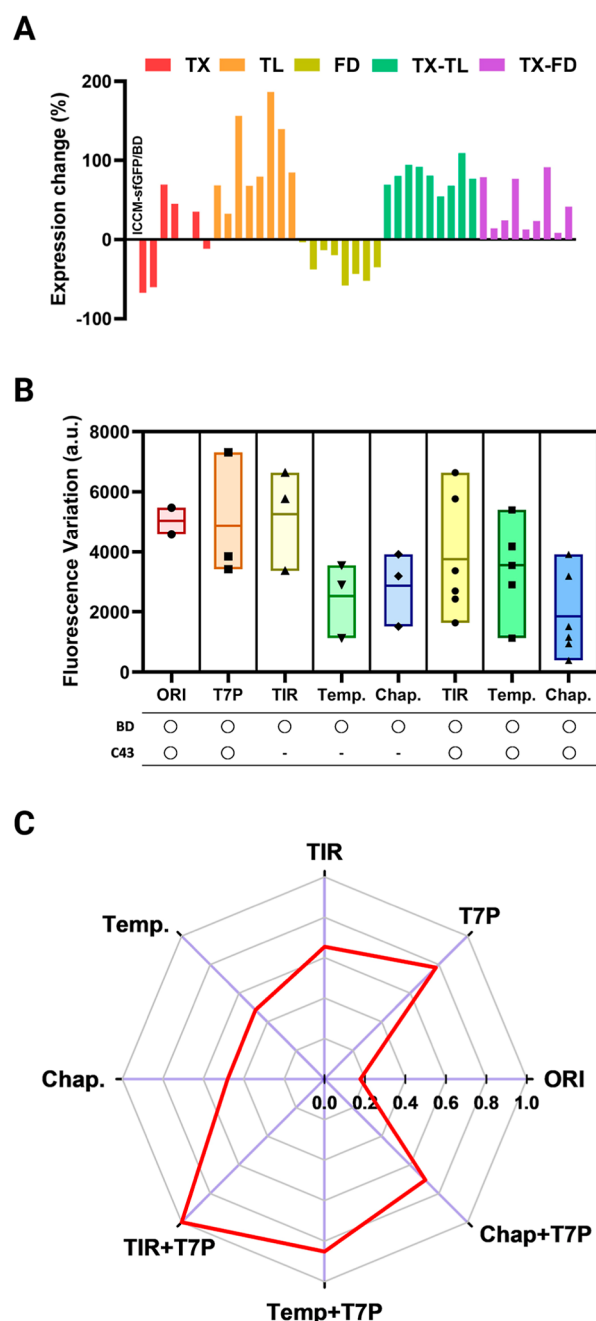 A
TX TL FD TX-TL TX-FD
Expression change (%)
200
100
0
-100
ICCM-sfGFP/BD
B
Fluorescence Variation (a.u.)
8000
6000
4000
2000
0
ORI T7P TIR Temp. Chap. TIR Temp. Chap.
BD ○ ○ ○ ○ ○ ○ ○ ○
C43 ○ ○ - - - ○ ○ ○
C
TIR
Temp. T7P
Chap. ORI
0.0 0.2 0.4 0.6 0.8 1.0
TIR+T7P Chap+T7P
Temp+T7P